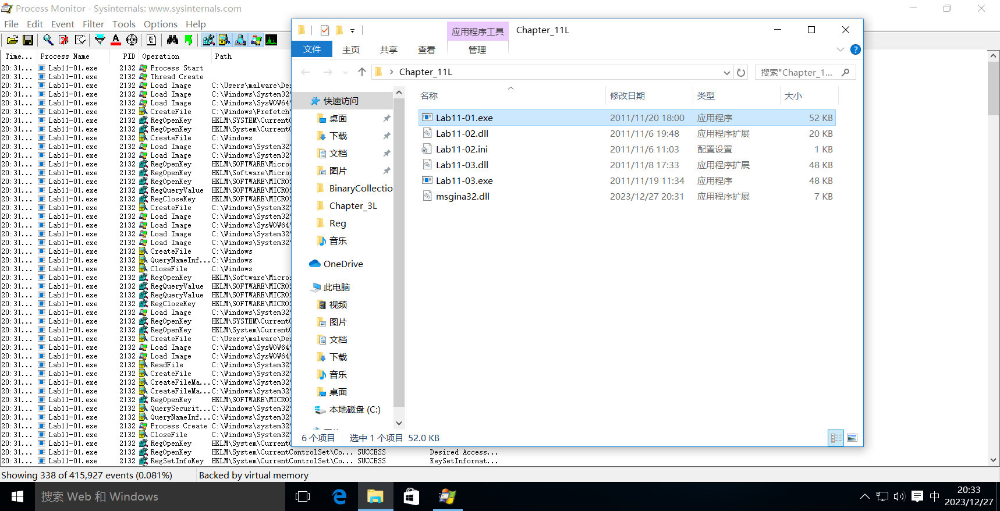 Process Monitor - Sysinternals: www.sysinternals.com
File Edit Event Filter Tools Options Help
Time... Process Name PID Operation Path
20:31... Lab11-01.exe 2132 Process Start
20:31... Lab11-01.exe 2132 Thread Create
20:31... Lab11-01.exe 2132 Load Image C:\Users\malware\Des
20:31... Lab11-01.exe 2132 Load Image C:\Windows\System32
20:31... Lab11-01.exe 2132 Load Image C:\Windows\SysWOW64
20:31... Lab11-01.exe 2132 CreateFile C:\Windows\Prefetch
20:31... Lab11-01.exe 2132 RegOpenKey HKLM\SYSTEM\CurrentC
20:31... Lab11-01.exe 2132 RegOpenKey HKLM\System\CurrentC
20:31... Lab11-01.exe 2132 CreateFile C:\Windows
20:31... Lab11-01.exe 2132 Load Image C:\Windows\System32
20:31... Lab11-01.exe 2132 Load Image C:\Windows\System32
20:31... Lab11-01.exe 2132 RegOpenKey HKLM\SOFTWARE\Micros
20:31... Lab11-01.exe 2132 RegOpenKey HKLM\Software\Micros
20:31... Lab11-01.exe 2132 RegOpenKey HKLM\SOFTWARE\MICROS
20:31... Lab11-01.exe 2132 RegQueryValue HKLM\SOFTWARE\MICROS
20:31... Lab11-01.exe 2132 RegCloseKey HKLM\SOFTWARE\MICROS
20:31... Lab11-01.exe 2132 CreateFile C:\Windows\System32
20:31... Lab11-01.exe 2132 Load Image C:\Windows\System32
20:31... Lab11-01.exe 2132 Load Image C:\Windows\SysWOW64
20:31... Lab11-01.exe 2132 Load Image C:\Windows\System32
20:31... Lab11-01.exe 2132 Load Image C:\Windows\System32
20:31... Lab11-01.exe 2132 CreateFile C:\Windows
20:31... Lab11-01.exe 2132 QueryNameInf... C:\Windows
20:31... Lab11-01.exe 2132 CloseFile C:\Windows
20:31... Lab11-01.exe 2132 RegOpenKey HKLM\Software\Micros
20:31... Lab11-01.exe 2132 RegQueryValue HKLM\SOFTWARE\MICROS
20:31... Lab11-01.exe 2132 RegQueryValue HKLM\SOFTWARE\MICROS
20:31... Lab11-01.exe 2132 RegCloseKey HKLM\SOFTWARE\MICROS
20:31... Lab11-01.exe 2132 Load Image C:\Windows\System32
20:31... Lab11-01.exe 2132 RegOpenKey HKLM\SYSTEM\CurrentC
20:31... Lab11-01.exe 2132 RegOpenKey HKLM\System\CurrentC
20:31... Lab11-01.exe 2132 CreateFile C:\Users\malware\Des
20:31... Lab11-01.exe 2132 Load Image C:\Windows\SysWOW64
20:31... Lab11-01.exe 2132 Load Image C:\Windows\SysWOW64
20:31... Lab11-01.exe 2132 ReadFile C:\Windows\System32
20:31... Lab11-01.exe 2132 CreateFile C:\Windows\System32
20:31... Lab11-01.exe 2132 CreateFileMa... C:\Windows\System32
20:31... Lab11-01.exe 2132 CreateFileMa... C:\Windows\System32
20:31... Lab11-01.exe 2132 RegOpenKey HKLM\SOFTWARE\MICROS
20:31... Lab11-01.exe 2132 QuerySecurit... C:\Windows\System32
20:31... Lab11-01.exe 2132 QueryNameInf... C:\Windows\System32
20:31... Lab11-01.exe 2132 Process Create C:\Windows\system32
20:31... Lab11-01.exe 2132 CloseFile C:\Windows\System32
20:31... Lab11-01.exe 2132 RegOpenKey HKLM\System\CurrentC
20:31... Lab11-01.exe 2132 RegOpenKey HKLM\System\CurrentControlSet\Co... SUCCESS Desired Access...
20:31... Lab11-01.exe 2132 RegSetInfoKey HKLM\System\CurrentControlSet\Co... SUCCESS KeySetInformat...
Showing 338 of 415,927 events (0.081%) Backed by virtual memory
应用程序工具 Chapter_11L
文件 主页 共享 查看 管理
Chapter_11L 搜索"Chapter_1...
快速访问
桌面
下载
文档
图片
BinaryCollectio
Chapter_3L
Reg
音乐
OneDrive
此电脑
视频
图片
文档
下载
音乐
桌面
本地磁盘 (C:)
名称 修改日期 类型 大小
Lab11-01.exe 2011/11/20 18:00 应用程序 52 KB
Lab11-02.dll 2011/11/6 19:48 应用程序扩展 20 KB
Lab11-02.ini 2011/11/6 11:03 配置设置 1 KB
Lab11-03.dll 2011/11/8 17:33 应用程序扩展 48 KB
Lab11-03.exe 2011/11/19 11:34 应用程序 48 KB
msgina32.dll 2023/12/27 20:31 应用程序扩展 7 KB
6 个项目 选中 1 个项目 52.0 KB
搜索 Web 和 Windows
中
20:33
2023/12/27